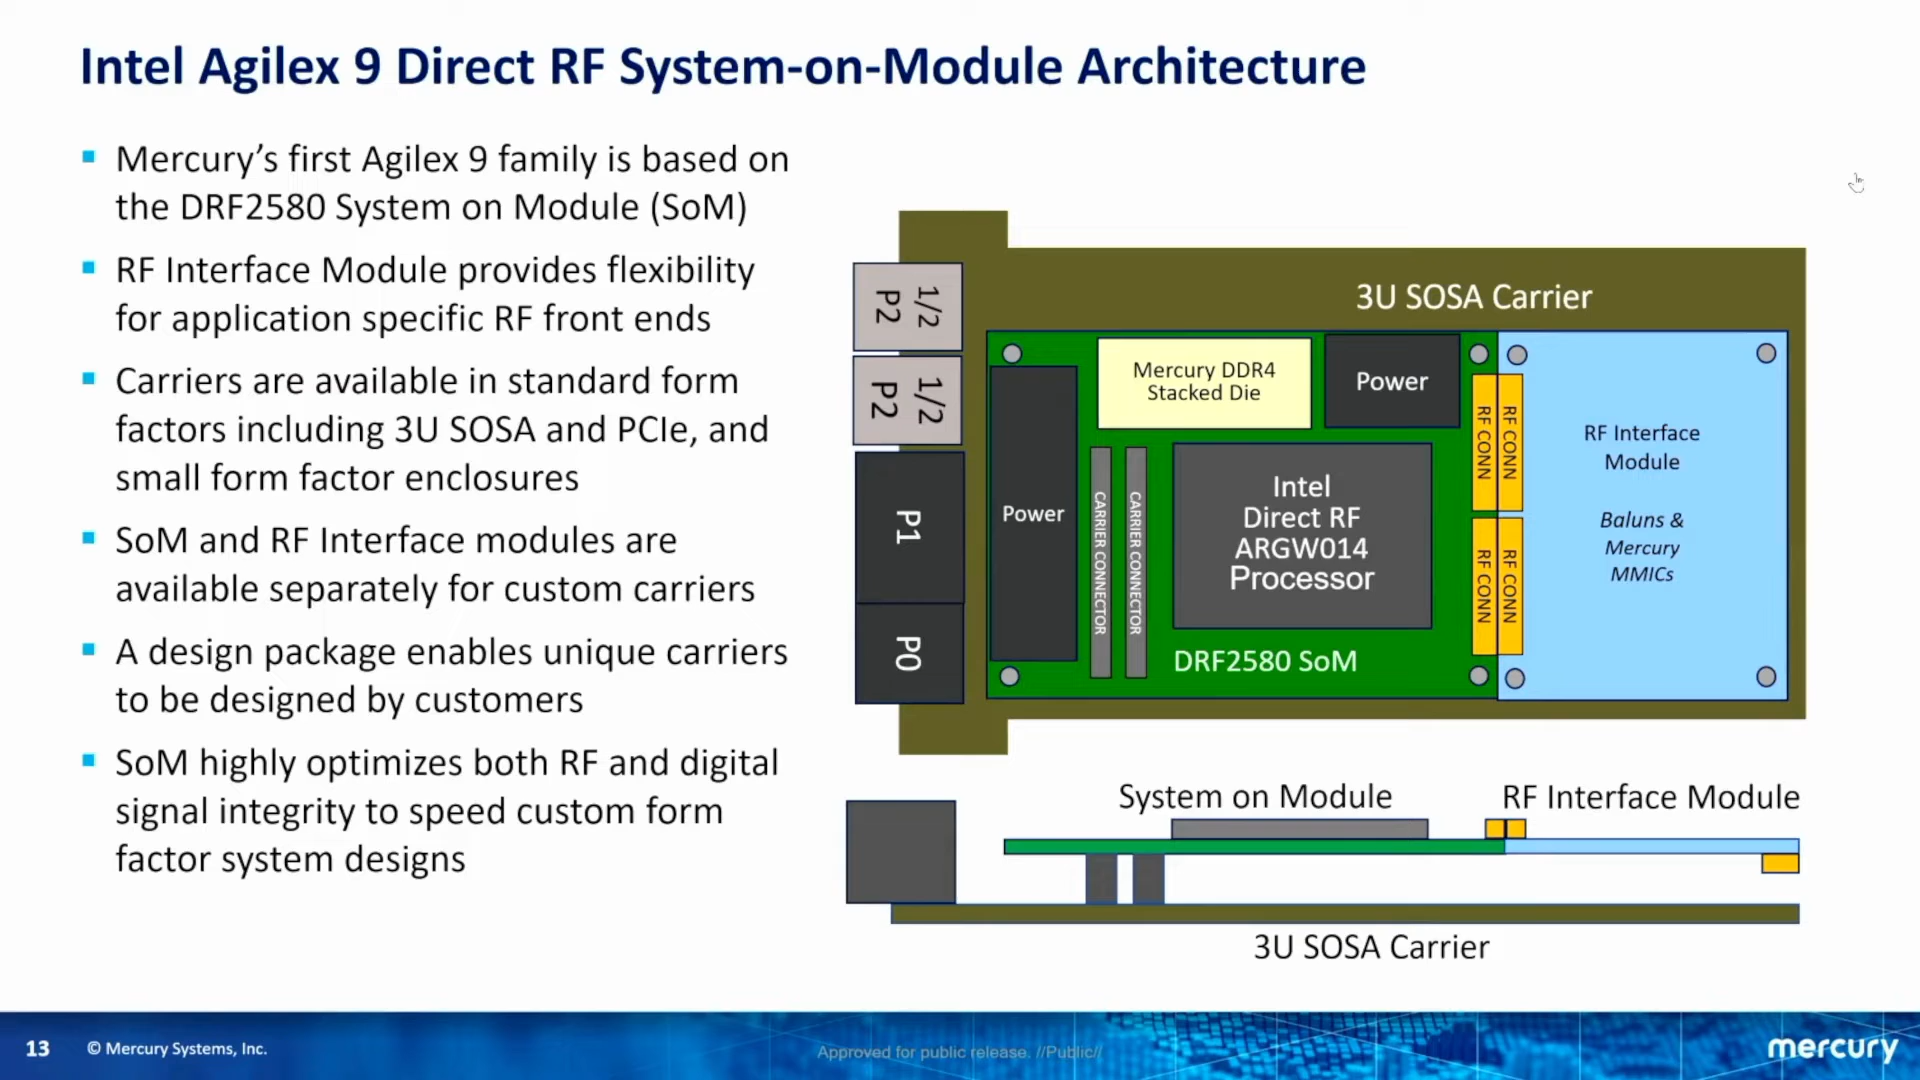 Intel Agilex 9 Direct RF System-on-Module Architecture
Mercury’s first Agilex 9 family is based on
the DRF2580 System on Module (SoM)
RF Interface Module provides flexibility
for application specific RF front ends
Carriers are available in standard form
factors including 3U SOSA and PCIe, and
small form factor enclosures
SoM and RF Interface modules are
available separately for custom carriers
A design package enables unique carriers
to be designed by customers
SoM highly optimizes both RF and digital
signal integrity to speed custom form
factor system designs
1/2
P2
1/2
P2
P1
P0
3U SOSA Carrier
Mercury DDR4
Stacked Die
Power
Power
CARRIER CONNECTOR
CARRIER CONNECTOR
Intel
Direct RF
ARGW014
Processor
DRF2580 SoM
RF CONN
RF CONN
RF CONN
RF CONN
RF Interface
Module
Baluns &
Mercury
MMICs
System on Module
RF Interface Module
3U SOSA Carrier
13
© Mercury Systems, Inc.
Approved for public release. //Public//
mercury